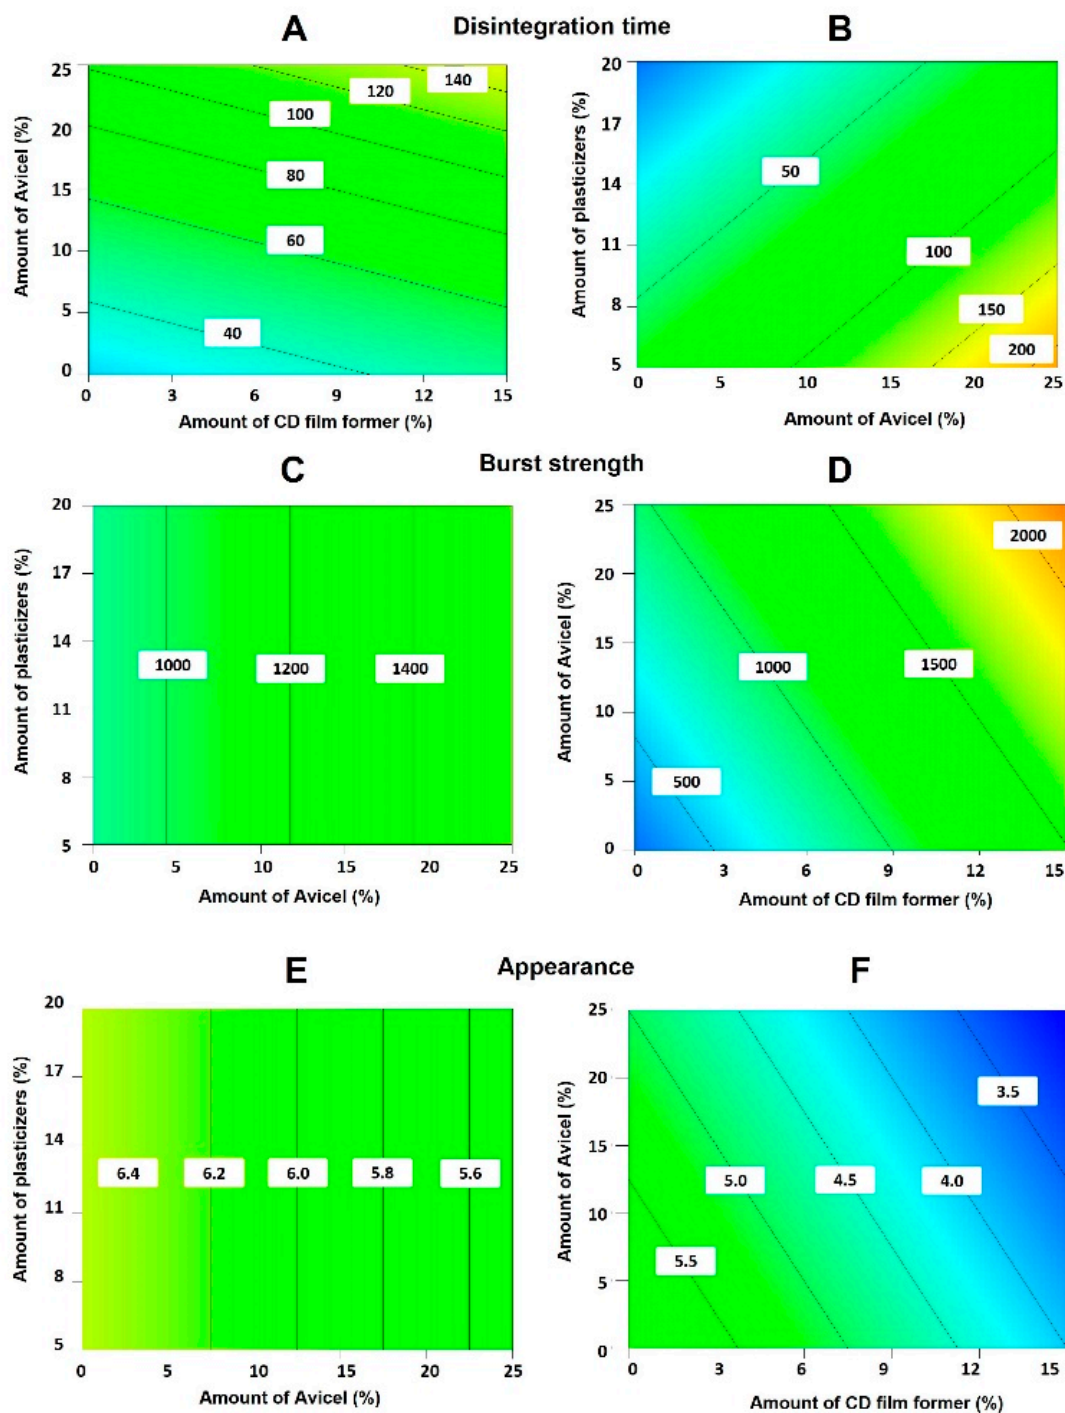 Disintegration time
A
B
25
20
15
10
5
0
Amount of Avicel (%)
140
120
100
80
60
40
0 3 6 9 12 15
Amount of CD film former (%)
20
17
14
11
8
5
Amount of plasticizers (%)
50
100
150
200
0 5 10 15 20 25
Amount of Avicel (%)
Burst strength
C
D
20
17
14
11
8
5
Amount of plasticizers (%)
1000 1200 1400
0 5 10 15 20 25
Amount of Avicel (%)
25
20
15
10
5
0
Amount of Avicel (%)
2000
1500
1000
500
0 3 6 9 12 15
Amount of CD film former (%)
Appearance
E
F
20
17
14
11
8
5
Amount of plasticizers (%)
6.4 6.2 6.0 5.8 5.6
0 5 10 15 20 25
Amount of Avicel (%)
25
20
15
10
5
0
Amount of Avicel (%)
3.5
5.0 4.5 4.0
5.5
0 3 6 9 12 15
Amount of CD film former (%)